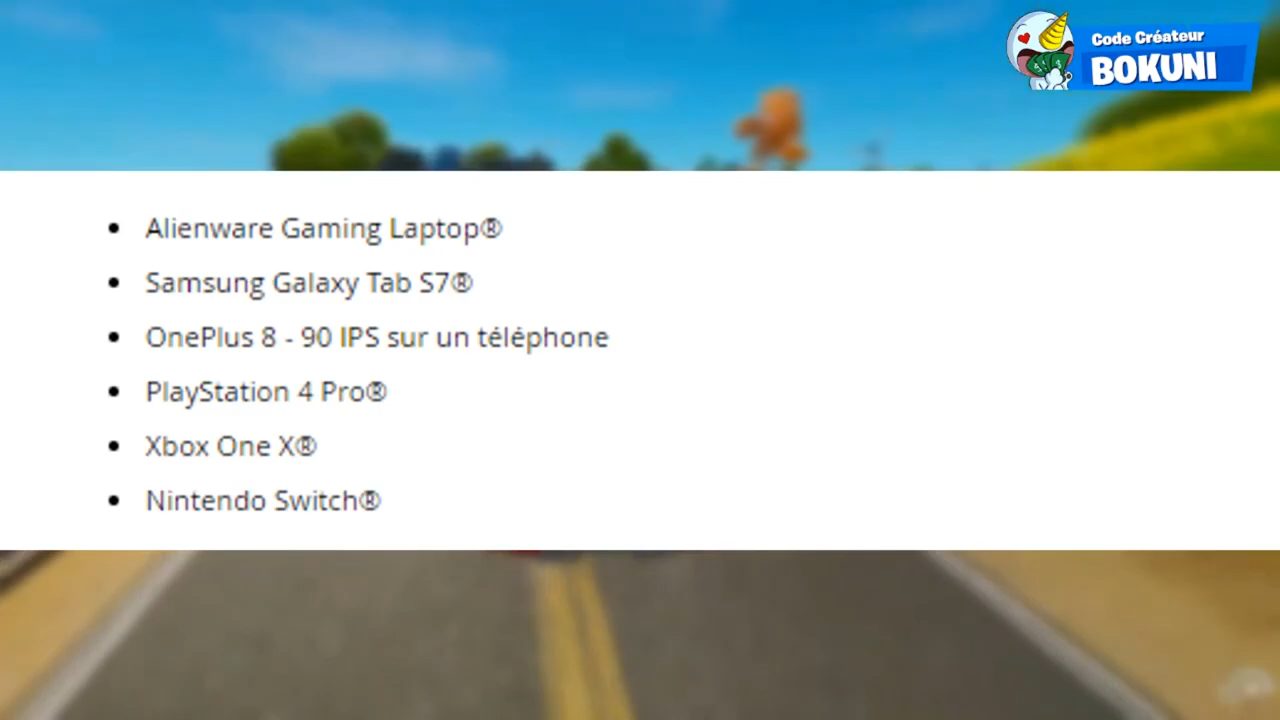 Code Créateur
BOKUNI
• Alienware Gaming Laptop®
• Samsung Galaxy Tab S7®
• OnePlus 8 - 90 IPS sur un téléphone
• PlayStation 4 Pro®
• Xbox One X®
• Nintendo Switch®